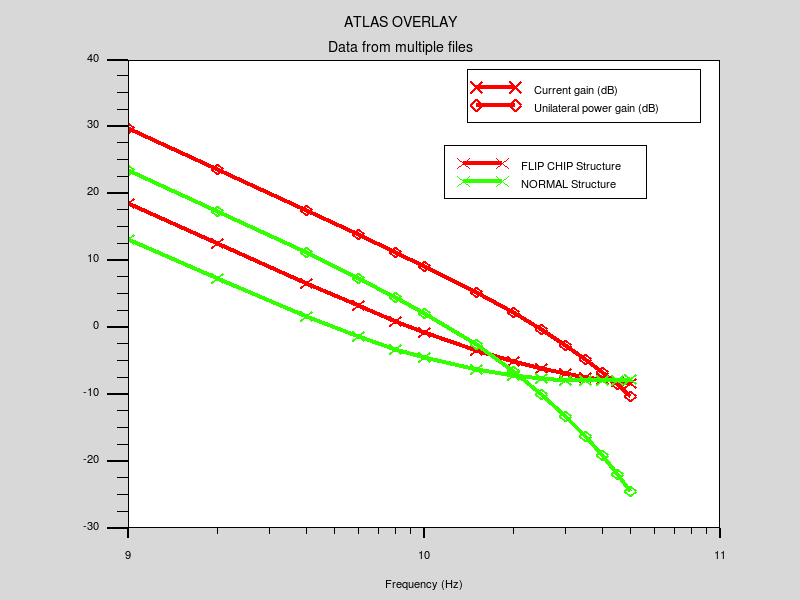 ATLAS OVERLAY
Data from multiple files
40
30
20
10
0
-10
-20
-30
Current gain (dB)
Unilateral power gain (dB)
FLIP CHIP Structure
NORMAL Structure
9 10 11
Frequency (Hz)